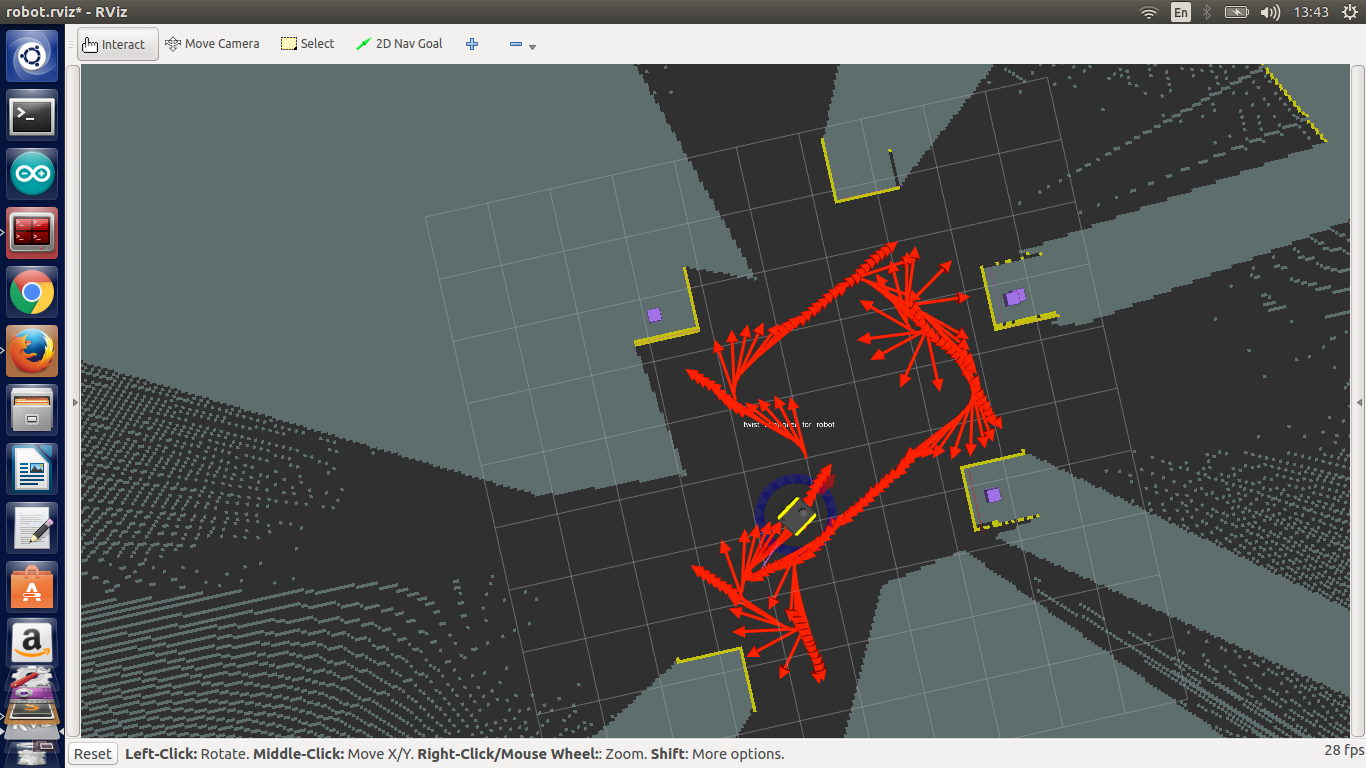 robot.rviz* - RViz
En
13:43
Interact
Move Camera
Select
2D Nav Goal
twist
for robot
Reset
Left-Click: Rotate. Middle-Click: Move X/Y. Right-Click/Mouse Wheel:: Zoom. Shift: More options.
28 fps